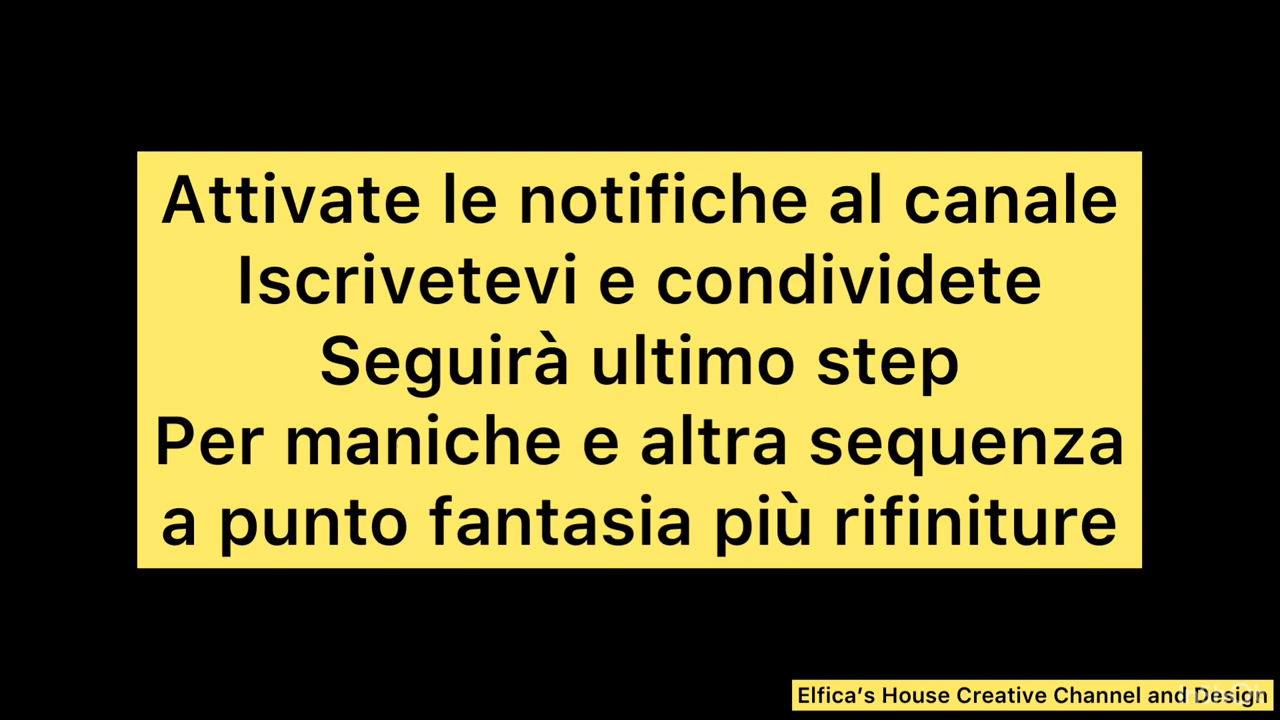 Attivate le notifiche al canale
Iscrivetevi e condividete
Seguirà ultimo step
Per maniche e altra sequenza
a punto fantasia più rifiniture
Elfica’s House Creative Channel and Design